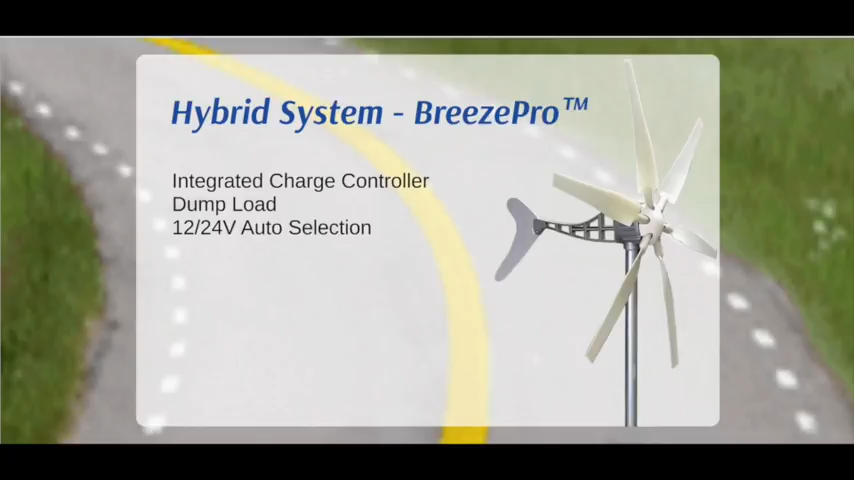 Hybrid System - BreezePro™
Integrated Charge Controller
Dump Load
12/24V Auto Selection